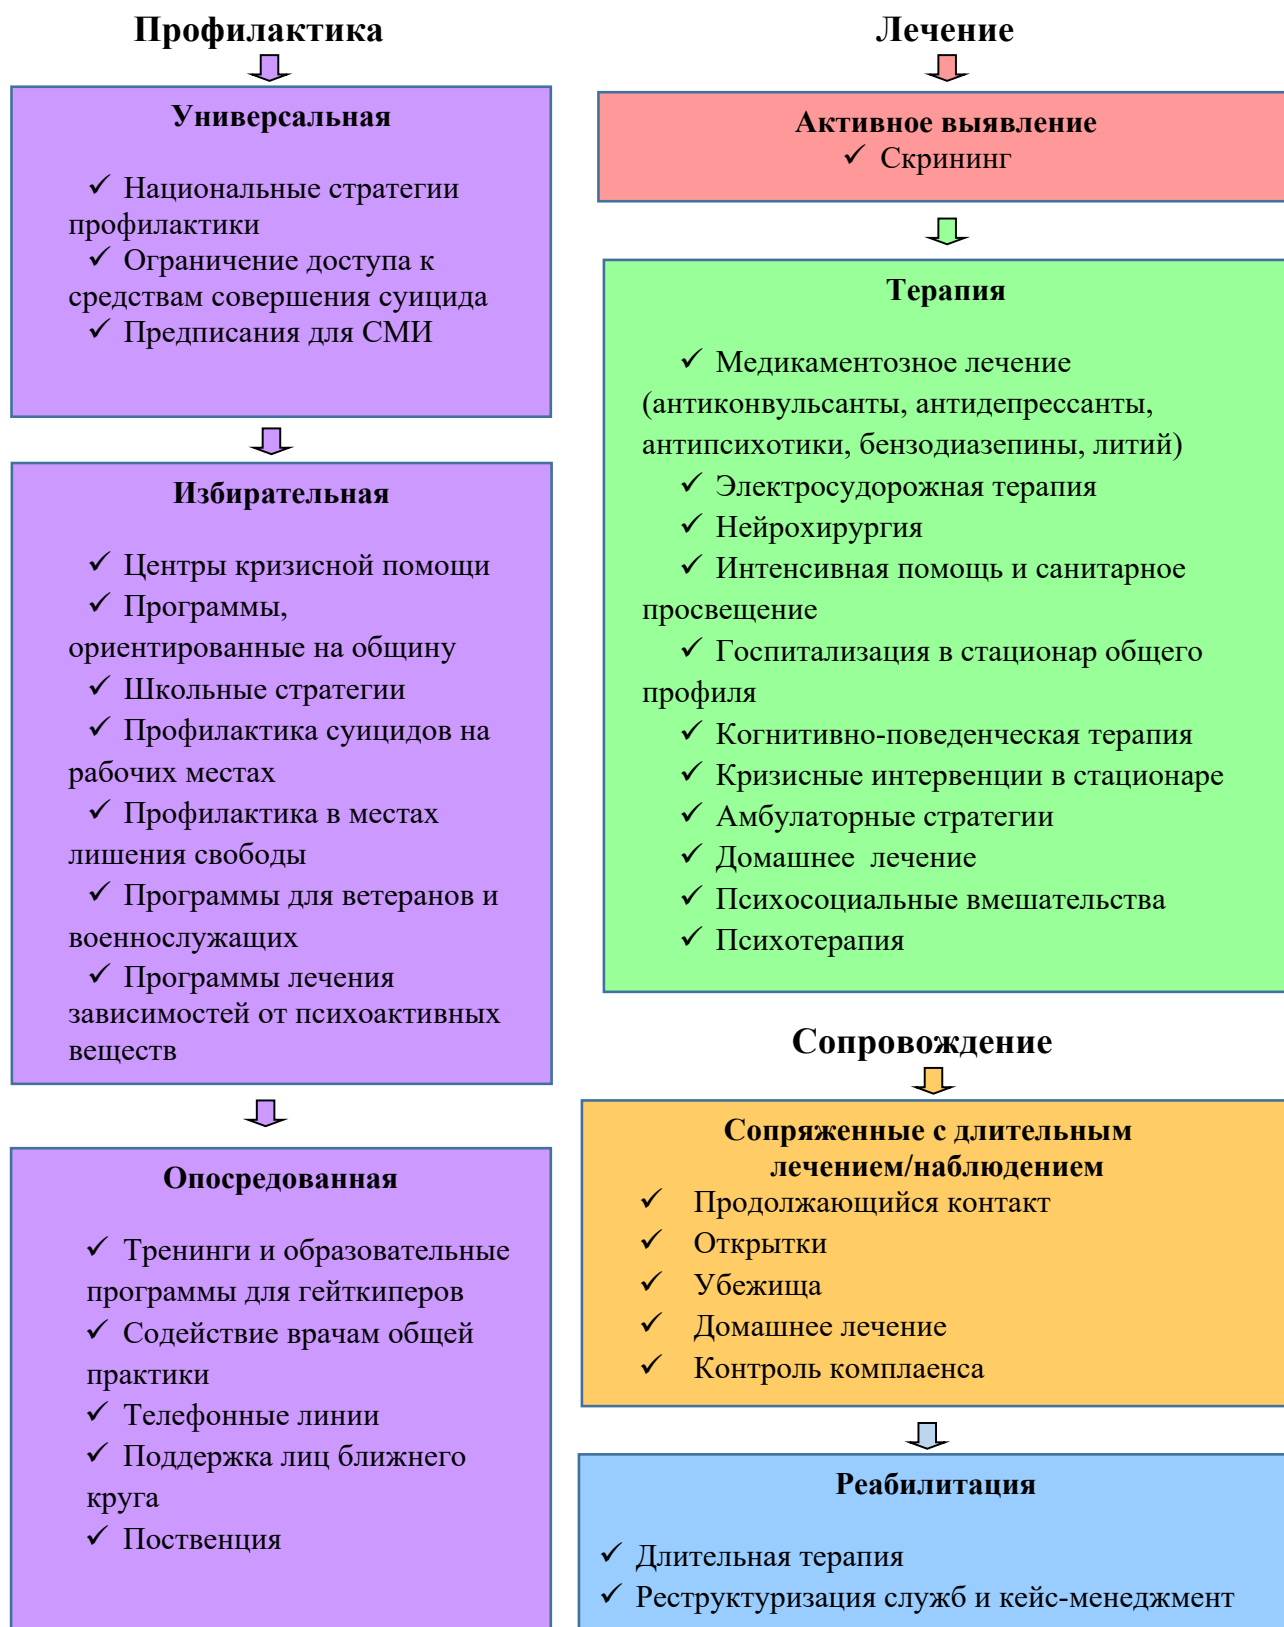 Профилактика
Универсальная
✓ Национальные стратегии
профилактики
✓ Ограничение доступа к
средствам совершения суицида
✓ Предписания для СМИ
Избирательная
✓ Центры кризисной помощи
✓ Программы,
ориентированные на общину
✓ Школьные стратегии
✓ Профилактика суицидов на
рабочих местах
✓ Профилактика в местах
лишения свободы
✓ Программы для ветеранов и
военнослужащих
✓ Программы лечения
зависимостей от психоактивных
веществ
Опосредованная
✓ Тренинги и образовательные
программы для гейткиперов
✓ Содействие врачам общей
практики
✓ Телефонные линии
✓ Поддержка лиц ближнего
круга
✓ Поственция
Лечение
Активное выявление
✓ Скрининг
Терапия
✓ Медикаментозное лечение
(антиконвульсанты, антидепрессанты,
антипсихотики, бензодиазепины, литий)
✓ Электросудорожная терапия
✓ Нейрохирургия
✓ Интенсивная помощь и санитарное
просвещение
✓ Госпитализация в стационар общего
профиля
✓ Когнитивно-поведенческая терапия
✓ Кризисные интервенции в стационаре
✓ Амбулаторные стратегии
✓ Домашнее лечение
✓ Психосоциальные вмешательства
✓ Психотерапия
Сопровождение
Сопряженные с длительным
лечением/наблюдением
✓ Продолжающийся контакт
✓ Открытки
✓ Убежища
✓ Домашнее лечение
✓ Контроль комплаенса
Реабилитация
✓ Длительная терапия
✓ Реструктуризация служб и кейс-менеджмент